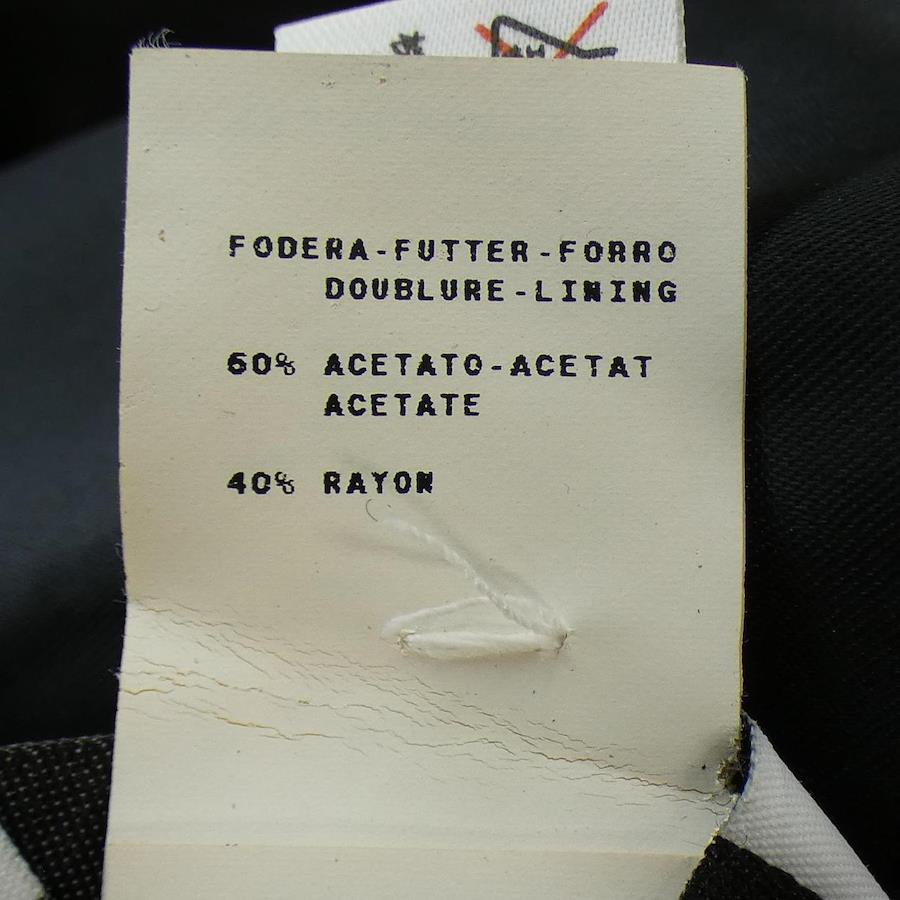 FODERA-FUTTER-FORRO
DOUBLURE-LINING
60% ACETATO-ACETAT
ACETATE
40% RAYON